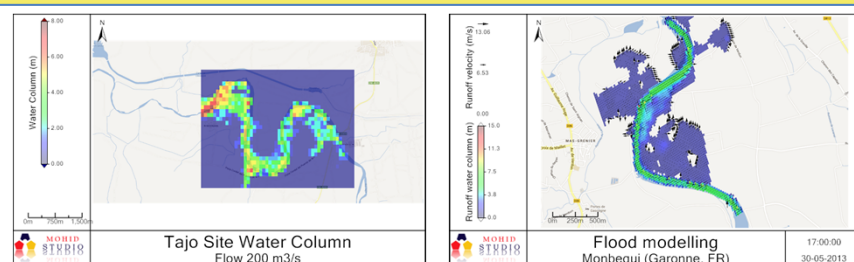 N
8.00
6.00
4.00
2.00
0.00
Water Column (m)
0m 750m 1,500m
MOHID
STUDIO
Tajo Site Water Column
Flow 200 m3/s
N
Runoff velocity (m/s)
13.06
6.53
0.00
Runoff water column (m)
15.0
11.3
7.5
3.8
0.0
0m 250m 500m
MOHID
STUDIO
Flood modelling
Monbequi (Garonne, FR)
17:00:00
30-05-2013